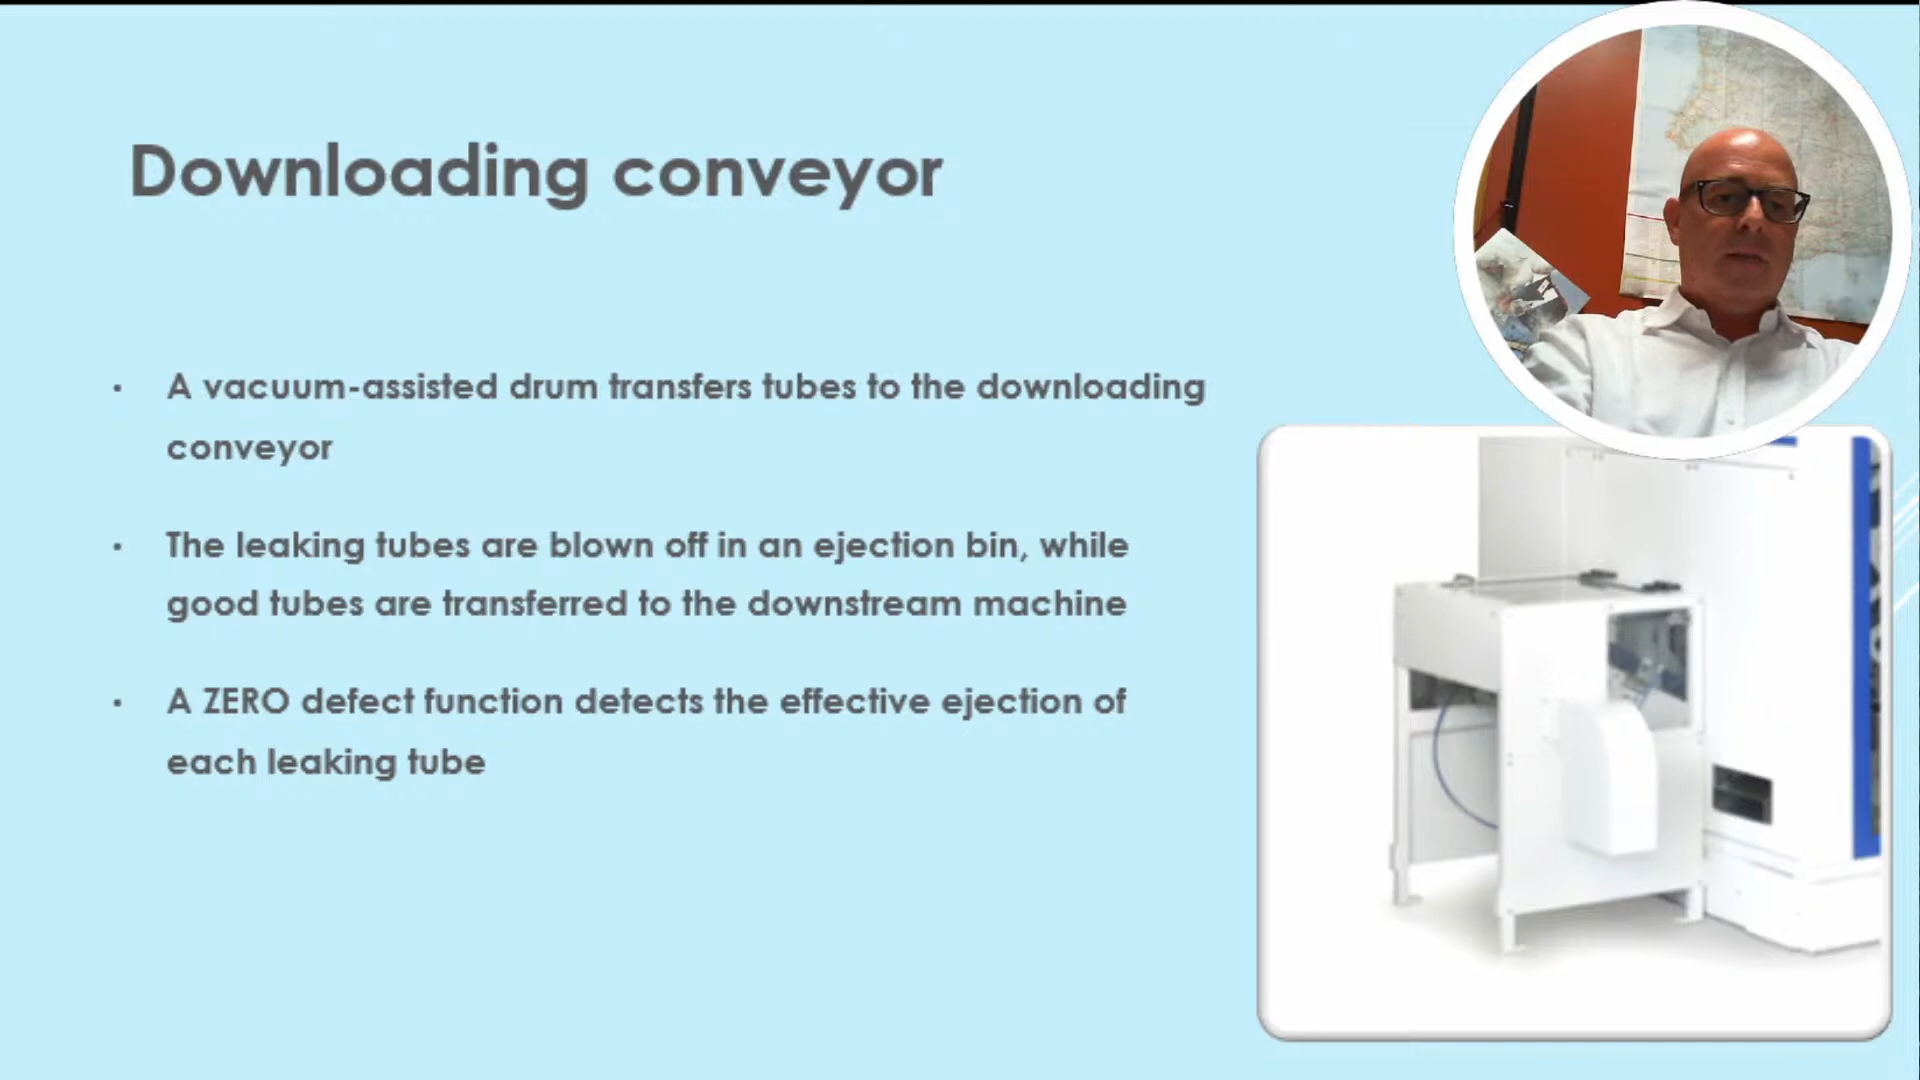 Downloading conveyor
· A vacuum-assisted drum transfers tubes to the downloading
conveyor
· The leaking tubes are blown off in an ejection bin, while
good tubes are transferred to the downstream machine
· A ZERO defect function detects the effective ejection of
each leaking tube